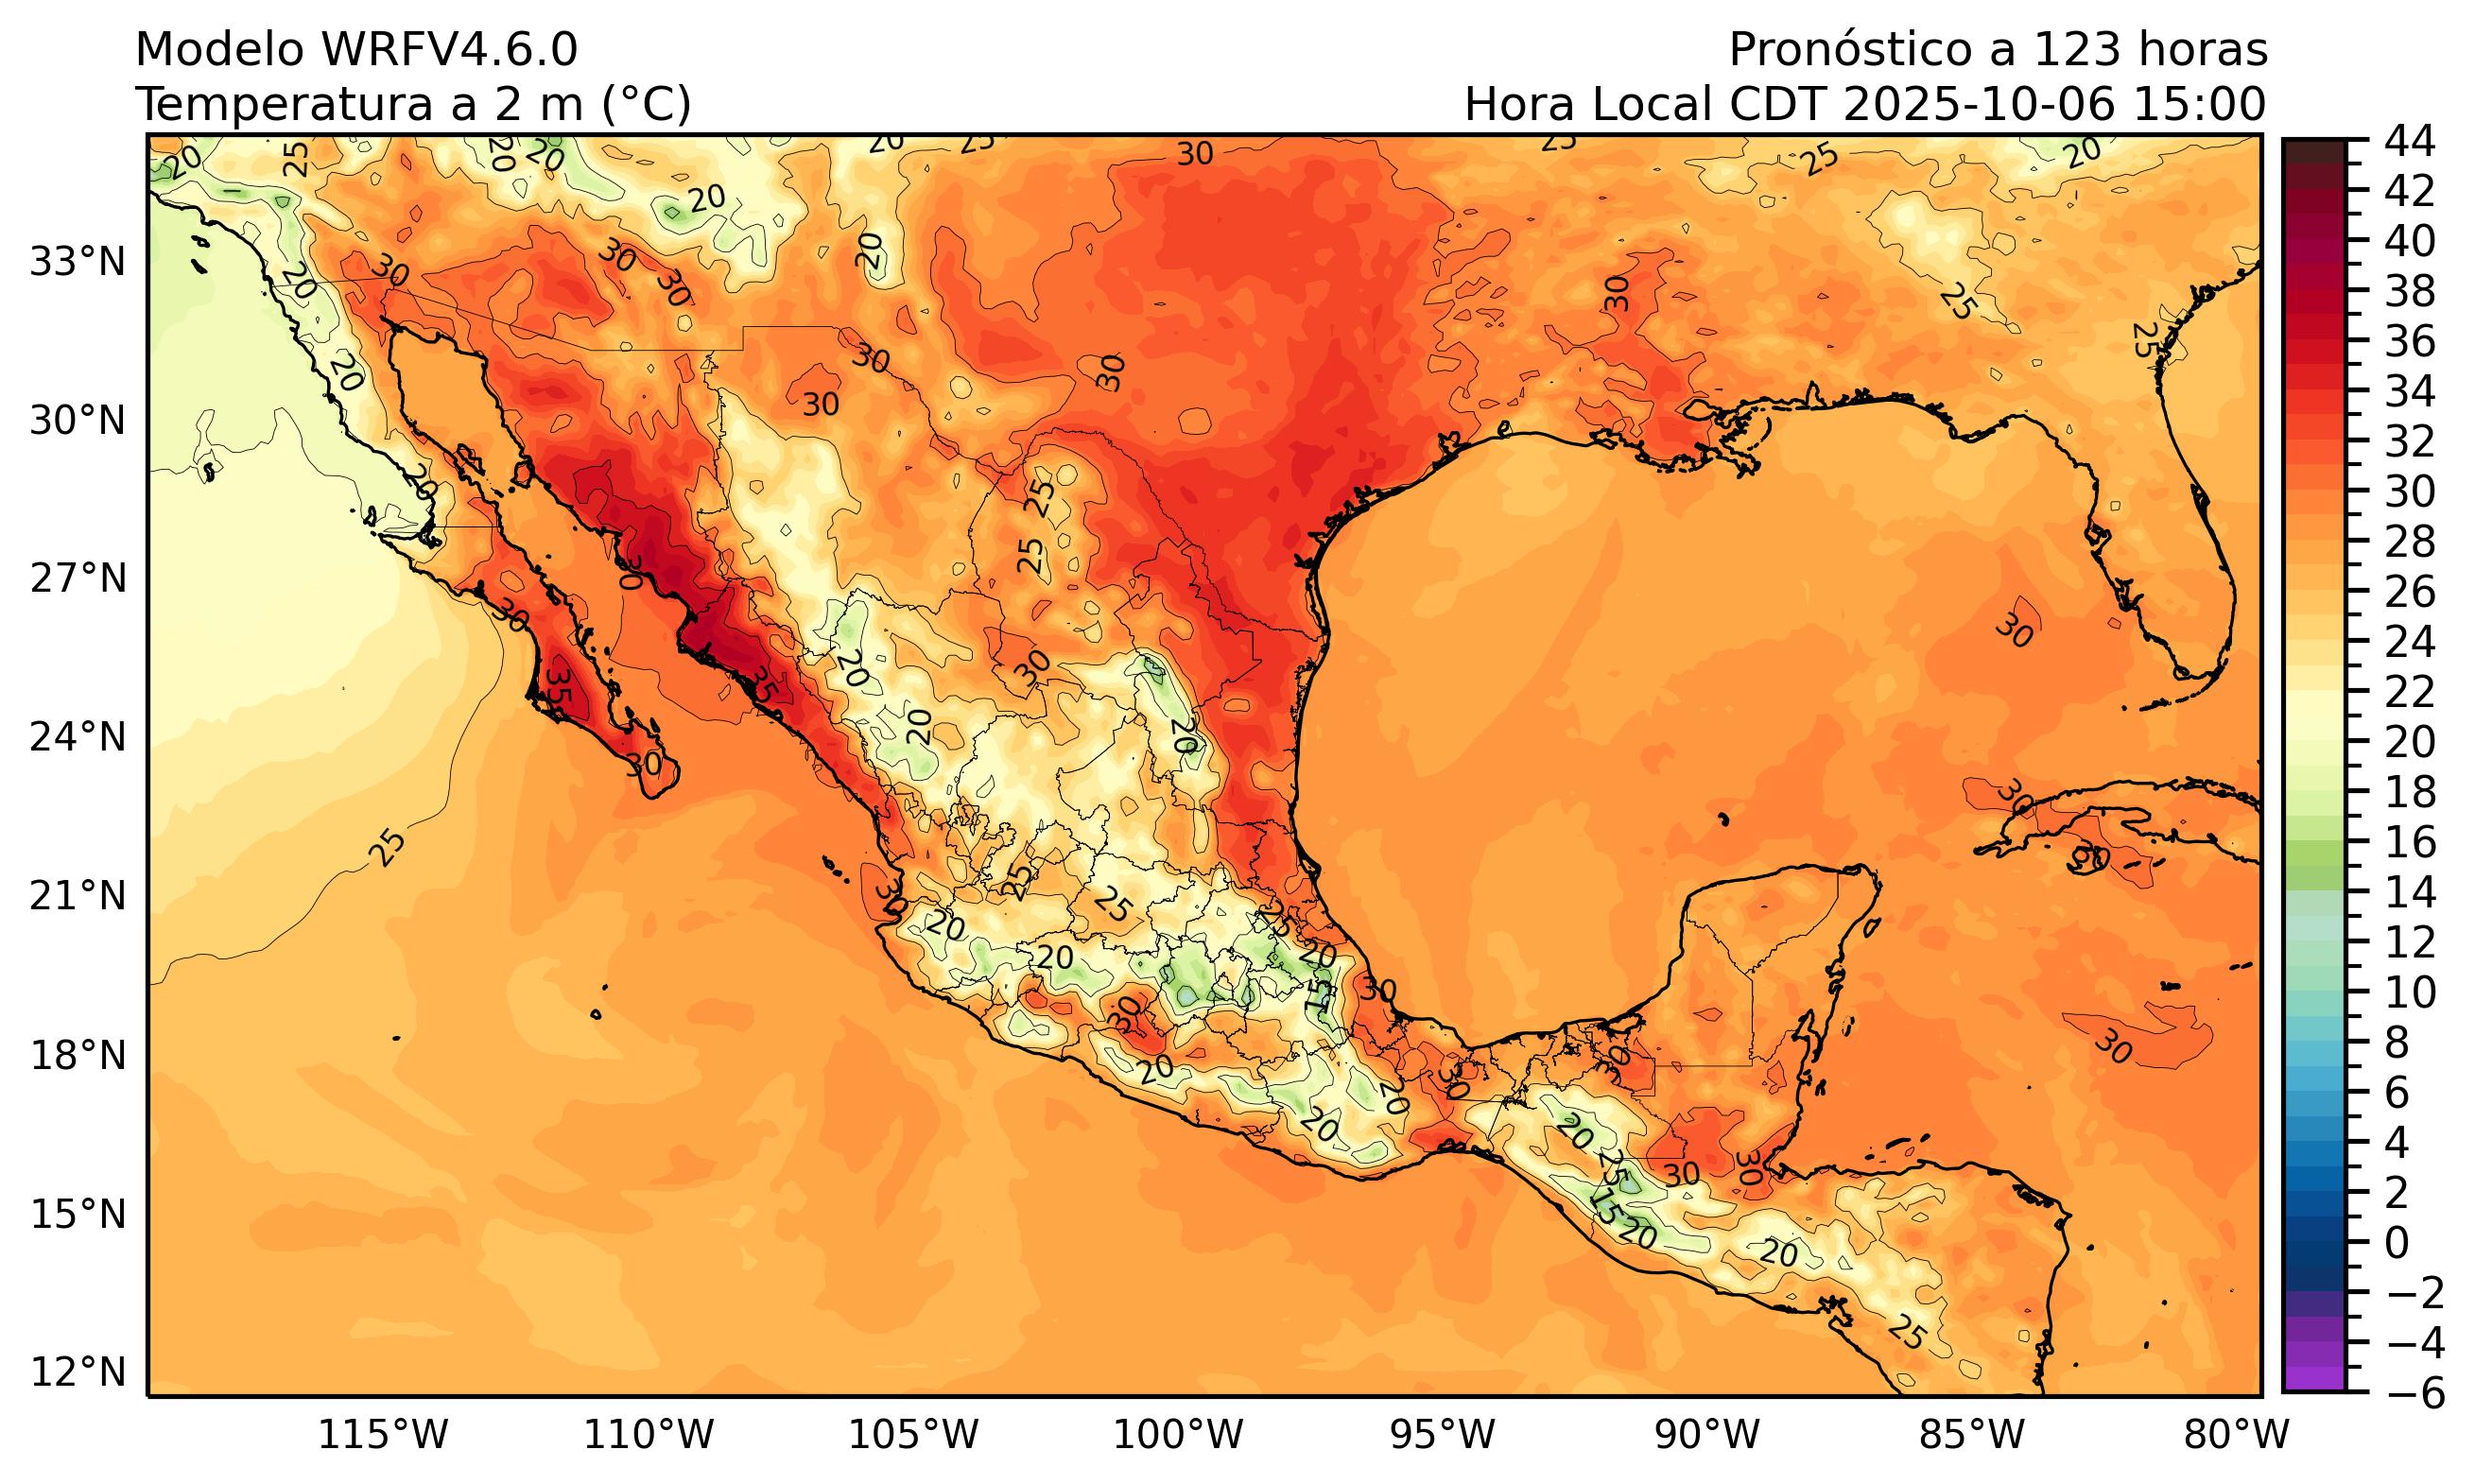 Modelo WRFV4.6.0
Pronóstico a 123 horas
Temperatura a 2 m (°C)
Hora Local CDT 2025-10-06 15:00
20 25 20 20 20 25 30 25 25 20
20
33°N
30 30 20
20 30 30 25
25
30 30
20
30°N
30
20 25
27°N
25
30
30
30
20 30
24°N
35 35 20 20
30
30
25
30
21°N
25 25
30 20 25
20 20
30
15
30
18°N
20 30 30 30
20
20 20
25 30 30
15°N
15 20 20
25
12°N
115°W 110°W 105°W 100°W 95°W 90°W 85°W 80°W
44
42
40
38
36
34
32
30
28
26
24
22
20
18
16
14
12
10
8
6
4
2
0
−2
−4
−6